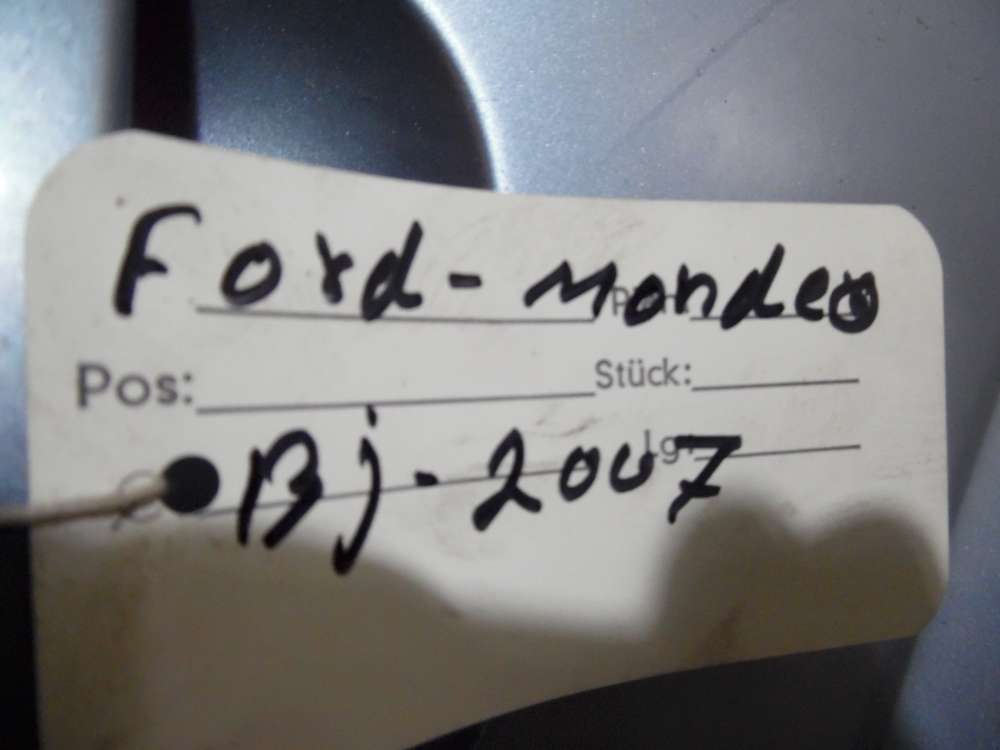 Ford - Mondeo
Pos: Stück:
Bj - 2007